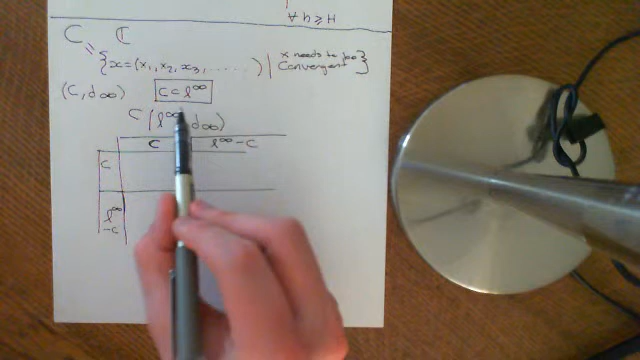 ∀ n ⩾ H
C ℂ
= {x = (x₁, x₂, x₃, ......) | x needs to be Convergent}
(C, d∞) C ⊂ l^∞
C (l^∞, d∞)
C l^∞ - C
C
l^∞ - C